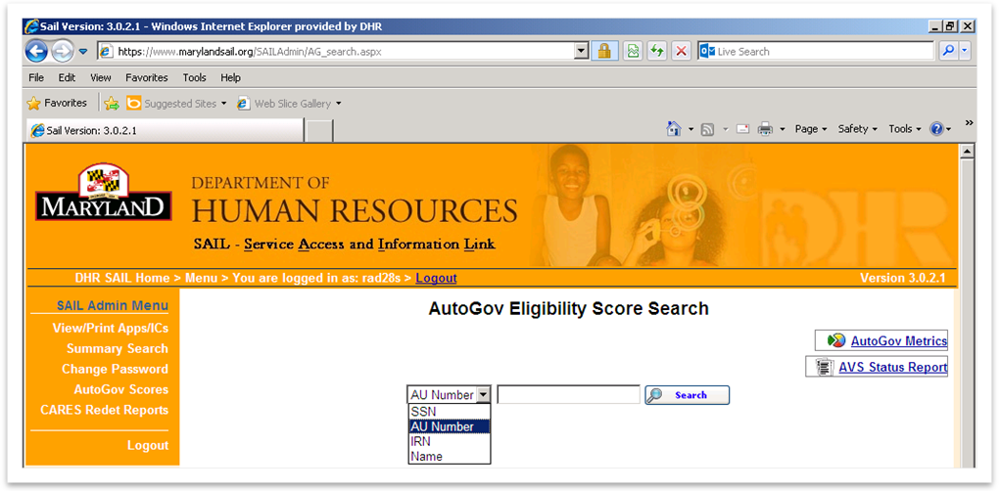 Sail Version: 3.0.2.1 - Windows Internet Explorer provided by DHR
https://www.marylandsail.org/SAILAdmin/AG_search.aspx
Live Search
File Edit View Favorites Tools Help
Favorites Suggested Sites Web Slice Gallery
Sail Version: 3.0.2.1
Page Safety Tools
MARYLAND
DEPARTMENT OF
HUMAN RESOURCES
SAIL - Service Access and Information Link
DHR
DHR SAIL Home > Menu > You are logged in as: rad28s > Logout Version 3.0.2.1
SAIL Admin Menu
View/Print Apps/ICs
Summary Search
Change Password
AutoGov Scores
CARES Redet Reports
Logout
AutoGov Eligibility Score Search
AutoGov Metrics
AVS Status Report
AU Number Search
SSN
AU Number
IRN
Name